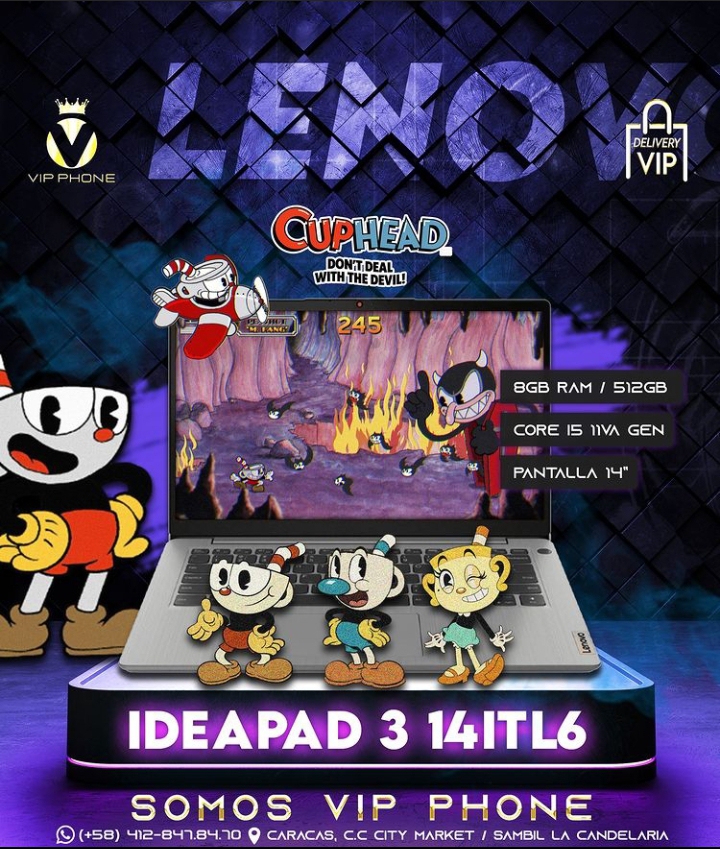 LENOVO
VIP PHONE
DELIVERY
VIP
CUPHEAD
DON'T DEAL
WITH THE DEVIL!
245
8GB RAM / 512GB
CORE I5 11VA GEN
PANTALLA 14"
Lenovo
IDEAPAD 3 14ITL6
SOMOS VIP PHONE
(+58) 412-847.84.70 CARACAS, C.C CITY MARKET / SAMBIL LA CANDELARIA